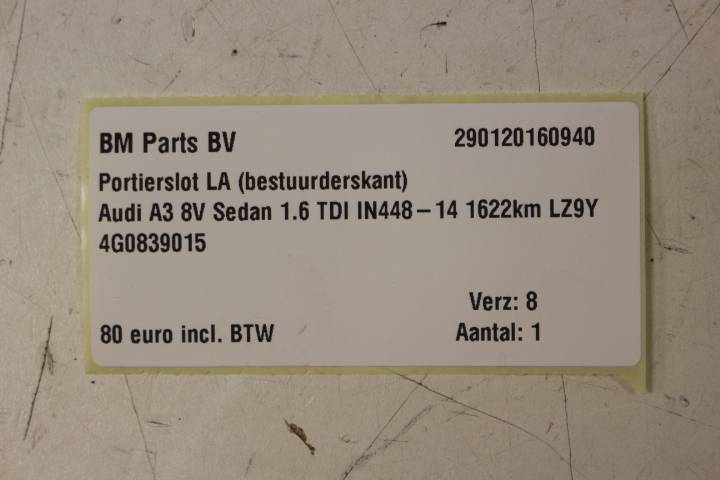 BM Parts BV 290120160940
Portierslot LA (bestuurderskant)
Audi A3 8V Sedan 1.6 TDI IN448-14 1622km LZ9Y
4G0839015
Verz: 8
80 euro incl. BTW Aantal: 1